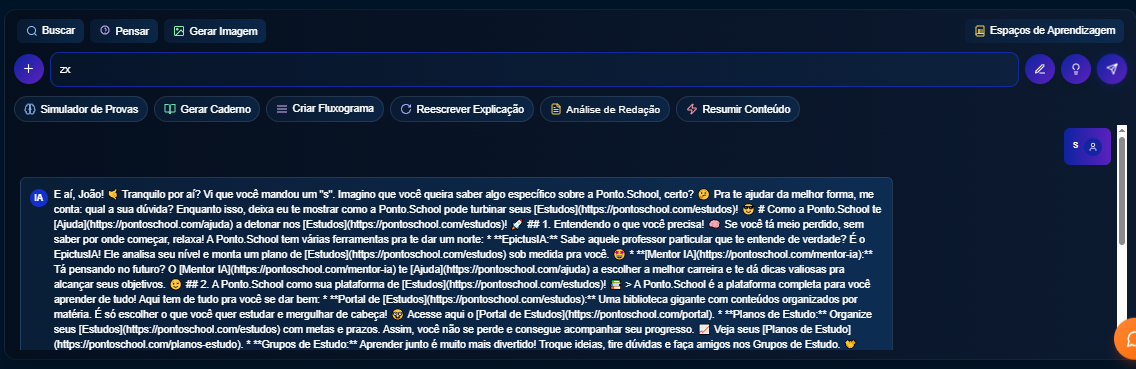 Buscar Pensar Gerar Imagem Espaços de Aprendizagem
zx
Simulador de Provas Gerar Caderno Criar Fluxograma Reescrever Explicação Análise de Redação Resumir Conteúdo
S
IA
E aí, João! 🤙 Tranquilo por aí? Vi que você mandou um "s". Imagino que você queira saber algo específico sobre a Ponto.School, certo? 🤔 Pra te ajudar da melhor forma, me
conta: qual a sua dúvida? Enquanto isso, deixa eu te mostrar como a Ponto.School pode turbinar seus [Estudos](https://pontoschool.com/estudos)! 😎 # Como a Ponto.School te
[Ajuda](https://pontoschool.com/ajuda) a detonar nos [Estudos](https://pontoschool.com/estudos)! 🚀 ## 1. Entendendo o que você precisa! 🧠 Se você tá meio perdido, sem
saber por onde começar, relaxa! A Ponto.School tem várias ferramentas pra te dar um norte: * **EpictusIA:** Sabe aquele professor particular que te entende de verdade? É o
EpictusIA! Ele analisa seu nível e monta um plano de [Estudos](https://pontoschool.com/estudos) sob medida pra você. 🤩 * **[Mentor IA](https://pontoschool.com/mentor-ia):**
Tá pensando no futuro? O [Mentor IA](https://pontoschool.com/mentor-ia) te [Ajuda](https://pontoschool.com/ajuda) a escolher a melhor carreira e te dá dicas valiosas pra
alcançar seus objetivos. 😉 ## 2. A Ponto.School como sua plataforma de [Estudos](https://pontoschool.com/estudos)! 📚 > A Ponto.School é a plataforma completa para você
aprender de tudo! Aqui tem de tudo pra você se dar bem: * **Portal de [Estudos](https://pontoschool.com/estudos):** Uma biblioteca gigante com conteúdos organizados por
matéria. É só escolher o que você quer estudar e mergulhar de cabeça! 🤓 Acesse aqui o [Portal de Estudos](https://pontoschool.com/portal). * **Planos de Estudo:** Organize
seus [Estudos](https://pontoschool.com/estudos) com metas e prazos. Assim, você não se perde e consegue acompanhar seu progresso. 📈 Veja seus [Planos de Estudo]
(https://pontoschool.com/planos-estudo). * **Grupos de Estudo:** Aprender junto é muito mais divertido! Troque ideias, tire dúvidas e faça amigos nos Grupos de Estudo. 🧡